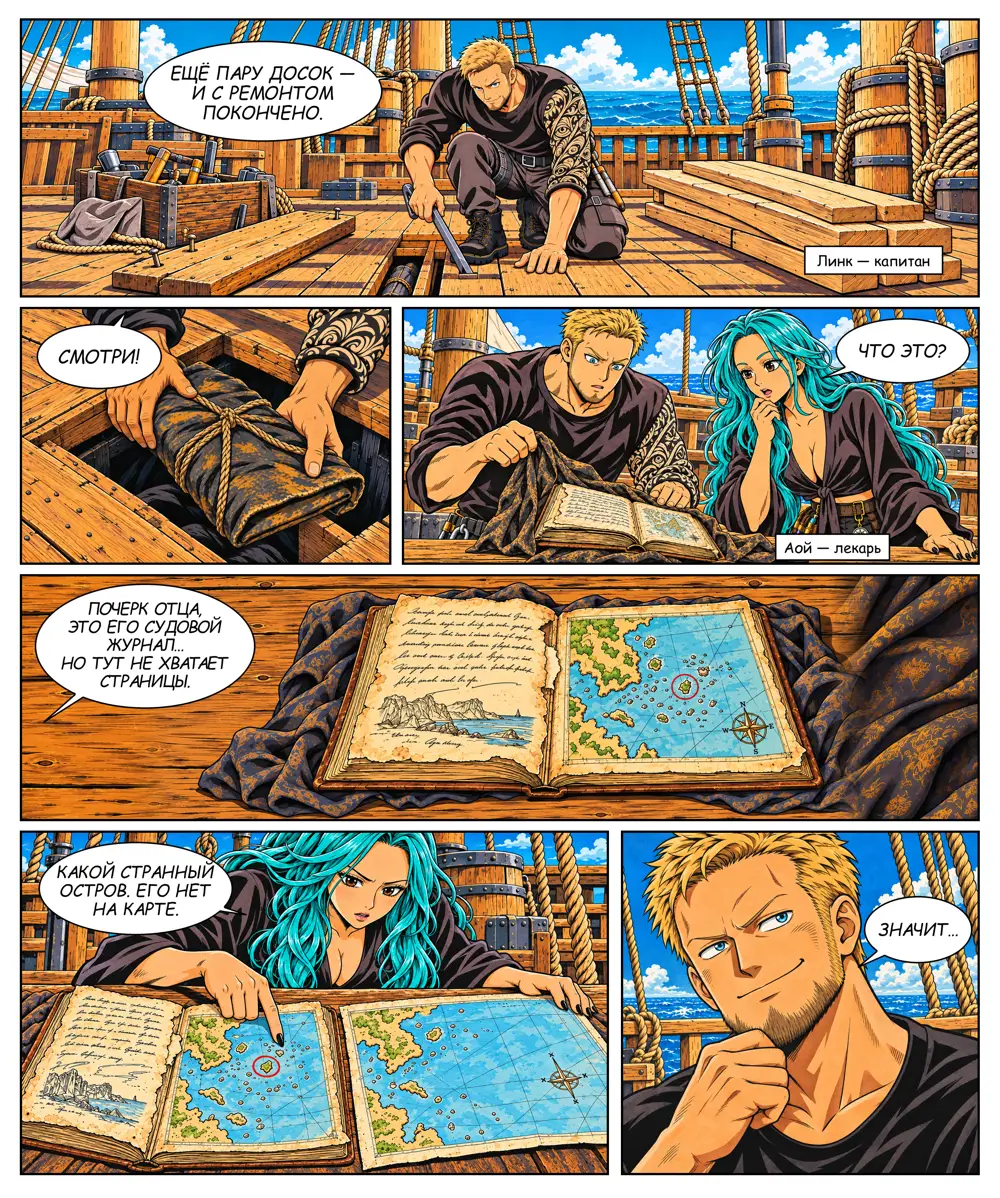 ЕЩЁ ПАРУ ДОСОК —
И С РЕМОНТОМ
ПОКОНЧЕНО.
Линк — капитан
СМОТРИ!
ЧТО ЭТО?
Аой — лекарь
ПОЧЕРК ОТЦА,
ЭТО ЕГО СУДОВОЙ
ЖУРНАЛ...
НО ТУТ НЕ ХВАТАЕТ
СТРАНИЦЫ.
N
W
E
S
КАКОЙ СТРАННЫЙ
ОСТРОВ. ЕГО НЕТ
НА КАРТЕ.
ЗНАЧИТ...